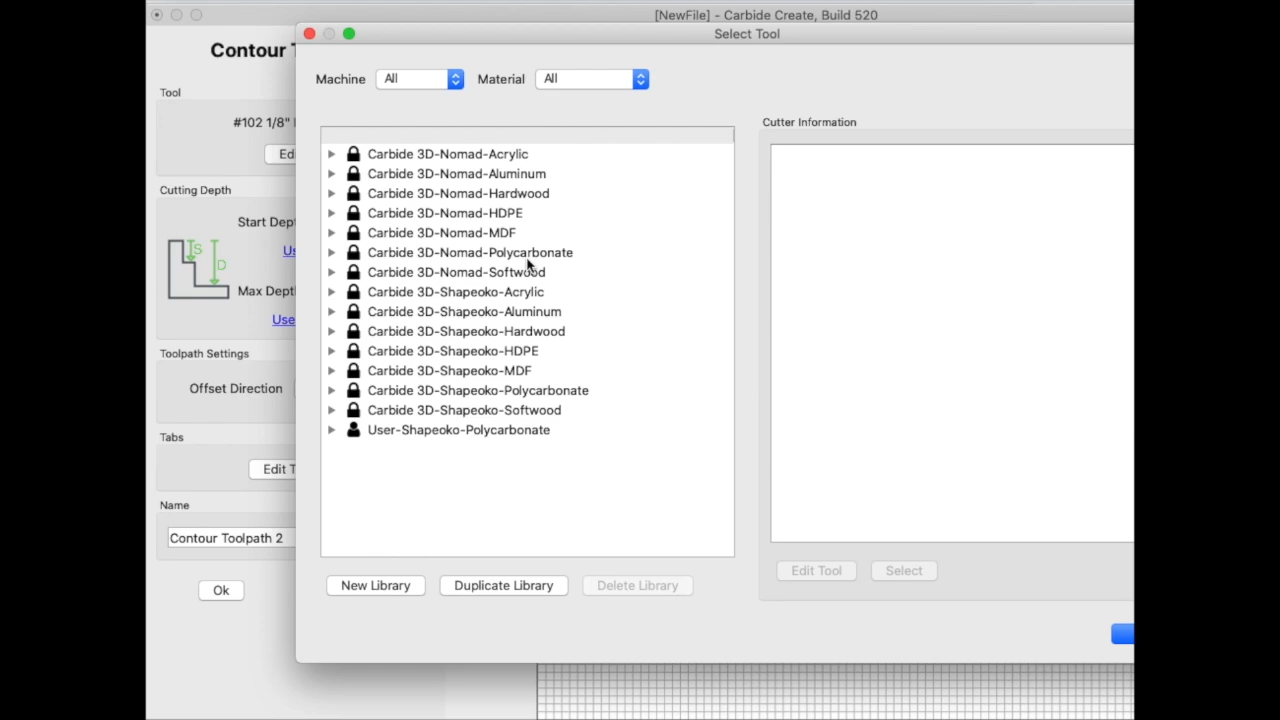 [NewFile] - Carbide Create, Build 520
Select Tool
Contour
Machine All Material All
Tool
#102 1/8"
Cutting Depth
Start Dept
S
D
Max Dept
Use
Toolpath Settings
Offset Direction
Tabs
Edit T
Name
Contour Toolpath 2
Ok
Carbide 3D-Nomad-Acrylic
Carbide 3D-Nomad-Aluminum
Carbide 3D-Nomad-Hardwood
Carbide 3D-Nomad-HDPE
Carbide 3D-Nomad-MDF
Carbide 3D-Nomad-Polycarbonate
Carbide 3D-Nomad-Softwood
Carbide 3D-Shapeoko-Acrylic
Carbide 3D-Shapeoko-Aluminum
Carbide 3D-Shapeoko-Hardwood
Carbide 3D-Shapeoko-HDPE
Carbide 3D-Shapeoko-MDF
Carbide 3D-Shapeoko-Polycarbonate
Carbide 3D-Shapeoko-Softwood
User-Shapeoko-Polycarbonate
New Library Duplicate Library Delete Library
Cutter Information
Edit Tool Select